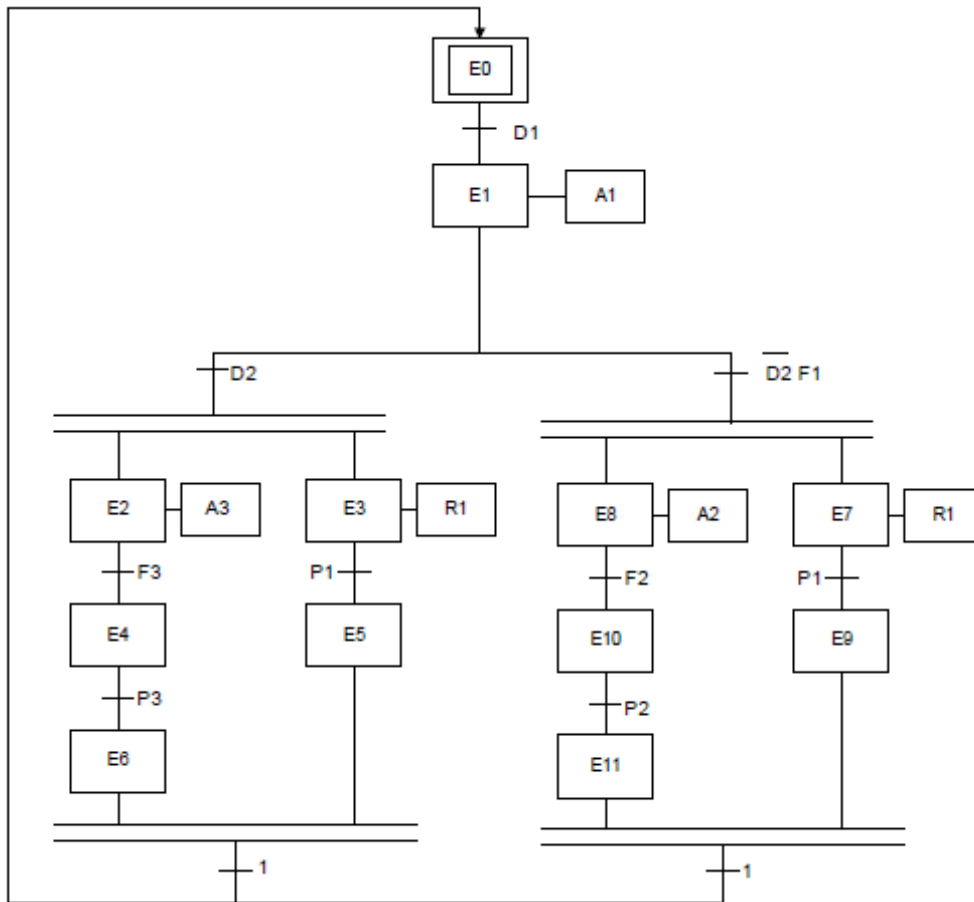 E0
D1
E1 A1
D2
D2̅ F1
E2 A3 E3 R1
E8 A2 E7 R1
F3 P1
F2 P1
E4 E5
E10 E9
P3
P2
E6
E11
1
1